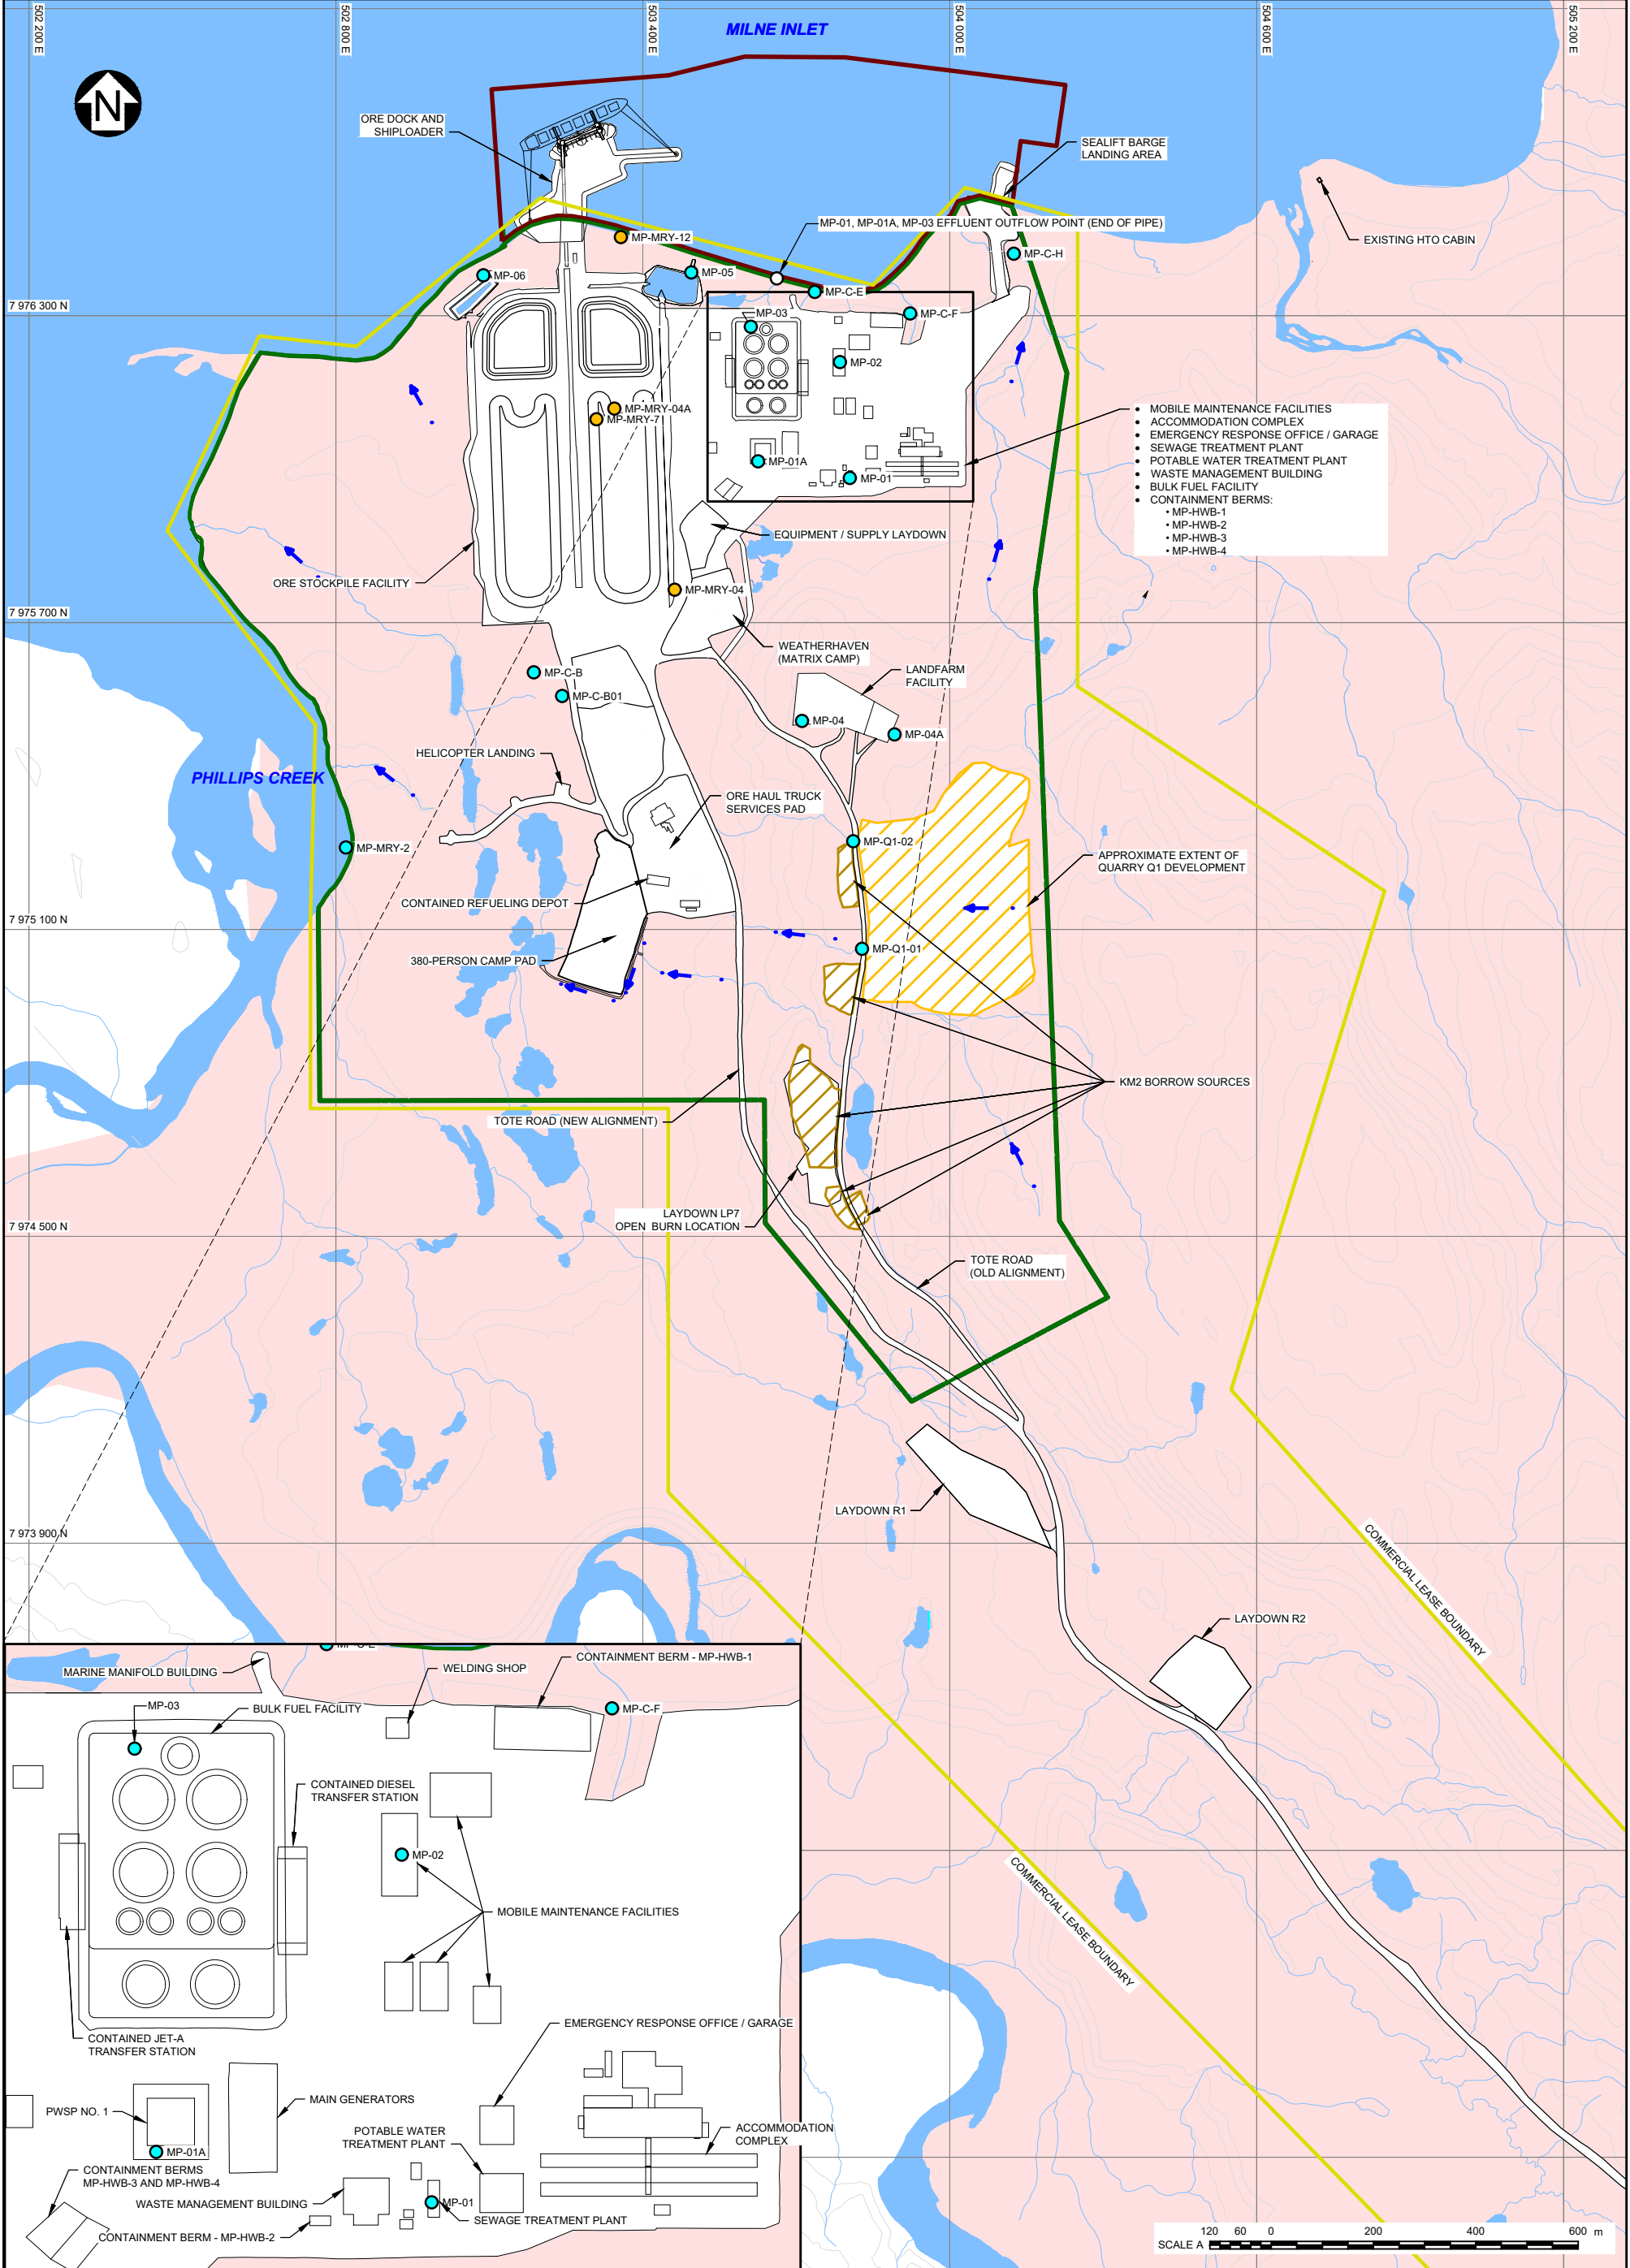 502 200 E
502 800 E
503 400 E
504 000 E
504 600 E
505 200 E
MILNE INLET
N
ORE DOCK AND
SHIPLOADER
SEALIFT BARGE
LANDING AREA
MP-01, MP-01A, MP-03 EFFLUENT OUTFLOW POINT (END OF PIPE)
MP-MRY-12
EXISTING HTO CABIN
MP-C-H
MP-06
MP-05
MP-C-E
7 976 300 N
MP-03
MP-C-F
MP-02
MP-MRY-04A
MP-MRY-7
MP-01A
MP-01
• MOBILE MAINTENANCE FACILITIES
• ACCOMMODATION COMPLEX
• EMERGENCY RESPONSE OFFICE / GARAGE
• SEWAGE TREATMENT PLANT
• POTABLE WATER TREATMENT PLANT
• WASTE MANAGEMENT BUILDING
• BULK FUEL FACILITY
• CONTAINMENT BERMS:
• MP-HWB-1
• MP-HWB-2
• MP-HWB-3
• MP-HWB-4
EQUIPMENT / SUPPLY LAYDOWN
ORE STOCKPILE FACILITY
MP-MRY-04
7 975 700 N
WEATHERHAVEN
(MATRIX CAMP)
LANDFARM
FACILITY
MP-C-B
MP-C-B01
MP-04
MP-04A
HELICOPTER LANDING
PHILLIPS CREEK
ORE HAUL TRUCK
SERVICES PAD
MP-MRY-2
MP-Q1-02
APPROXIMATE EXTENT OF
QUARRY Q1 DEVELOPMENT
CONTAINED REFUELING DEPOT
7 975 100 N
MP-Q1-01
380-PERSON CAMP PAD
KM2 BORROW SOURCES
TOTE ROAD (NEW ALIGNMENT)
LAYDOWN LP7
OPEN BURN LOCATION
7 974 500 N
TOTE ROAD
(OLD ALIGNMENT)
LAYDOWN R1
7 973 900 N
COMMERCIAL LEASE BOUNDARY
LAYDOWN R2
COMMERCIAL LEASE BOUNDARY
MARINE MANIFOLD BUILDING
WELDING SHOP
CONTAINMENT BERM - MP-HWB-1
MP-03
BULK FUEL FACILITY
MP-C-F
CONTAINED DIESEL
TRANSFER STATION
MP-02
MOBILE MAINTENANCE FACILITIES
CONTAINED JET-A
TRANSFER STATION
EMERGENCY RESPONSE OFFICE / GARAGE
PWSP NO. 1
MAIN GENERATORS
POTABLE WATER
TREATMENT PLANT
ACCOMMODATION
COMPLEX
MP-01A
CONTAINMENT BERMS
MP-HWB-3 AND MP-HWB-4
WASTE MANAGEMENT BUILDING
MP-01
SEWAGE TREATMENT PLANT
CONTAINMENT BERM - MP-HWB-2
120 60 0 200 400 600 m
SCALE A